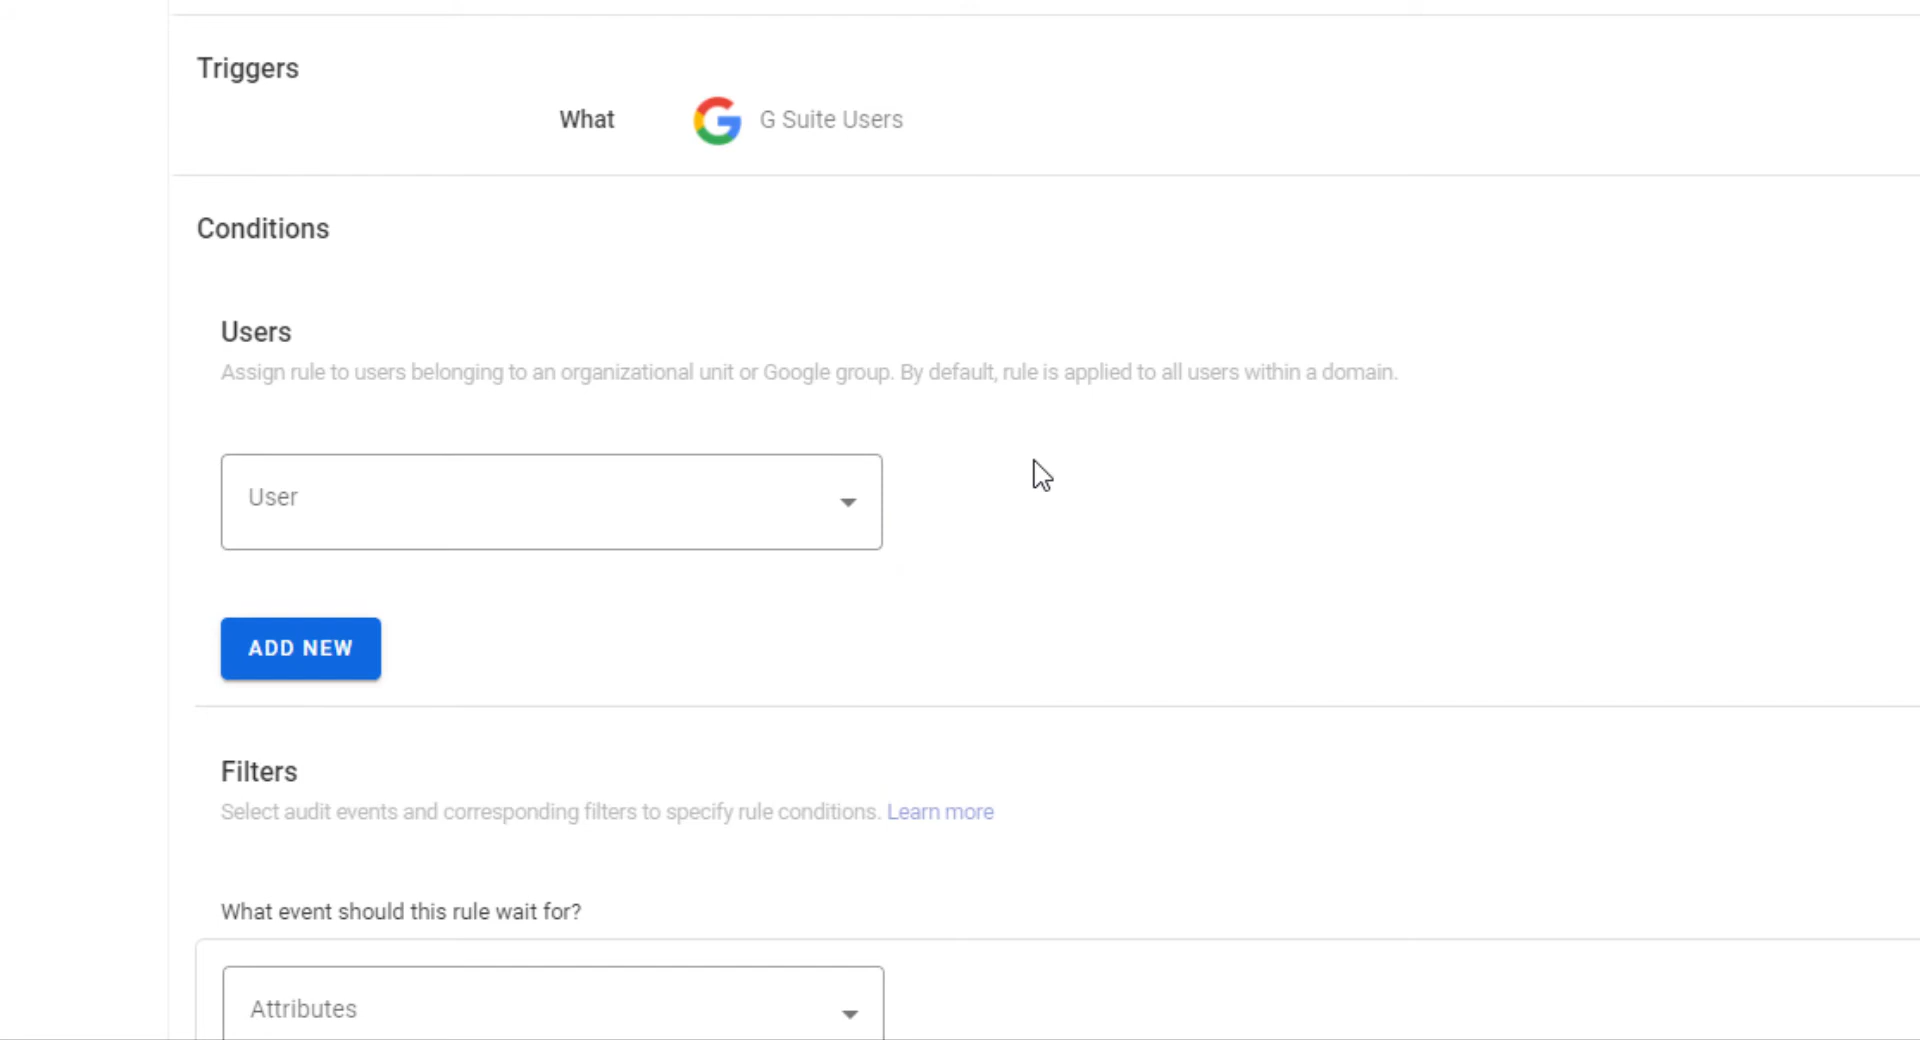 Triggers
What G Suite Users
Conditions
Users
Assign rule to users belonging to an organizational unit or Google group. By default, rule is applied to all users within a domain.
User
ADD NEW
Filters
Select audit events and corresponding filters to specify rule conditions. Learn more
What event should this rule wait for?
Attributes